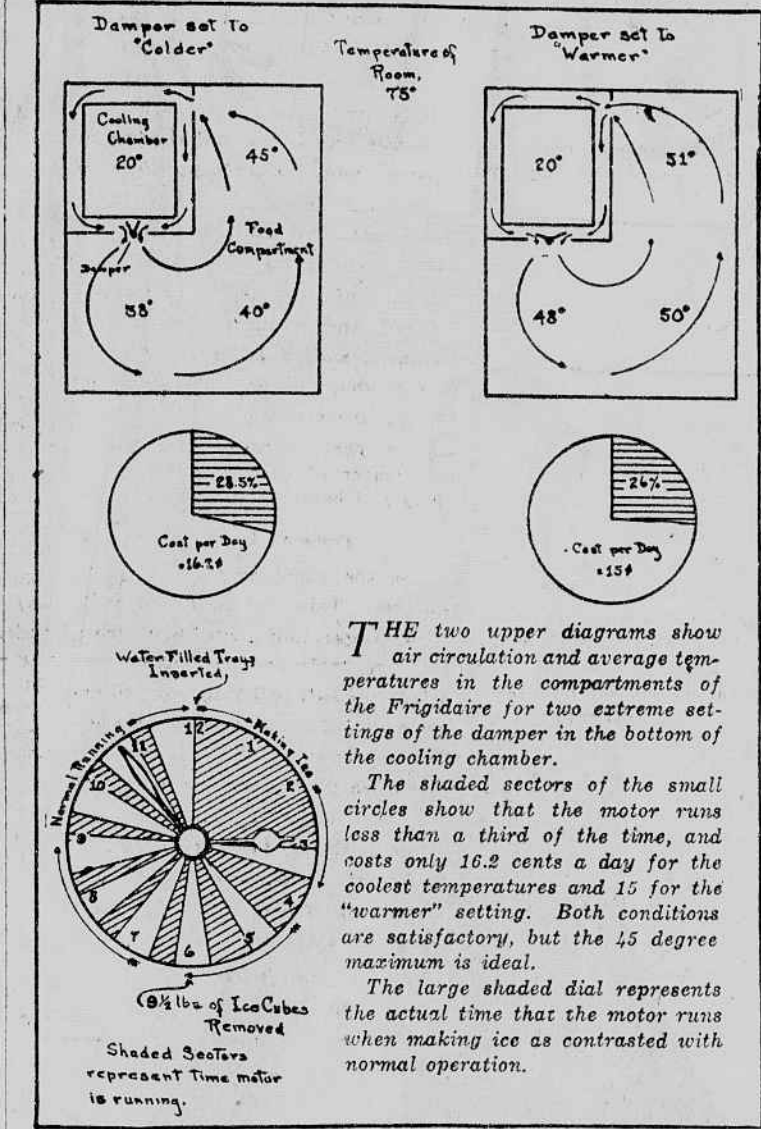 Damper set to
"Colder"
Temperature of
Room,
75°
Damper set to
"Warmer"
Cooling
Chamber
20°
45°
Food
Compartment
Damper
38°
40°
20°
51°
48°
50°
28.5%
Cost per Day
=16.2¢
26%
Cost per Day
=15¢
Water Filled Trays
Inserted
Normal Running
Making Ice
12
1
2
3
4
5
6
7
8
9
10
11
9½ lbs of Ice Cubes
Removed
Shaded Sectors
represent Time motor
is running.
THE two upper diagrams show
air circulation and average tem-
peratures in the compartments of
the Frigidaire for two extreme set-
tings of the damper in the bottom of
the cooling chamber.
The shaded sectors of the small
circles show that the motor runs
less than a third of the time, and
costs only 16.2 cents a day for the
coolest temperatures and 15 for the
"warmer" setting. Both conditions
are satisfactory, but the 45 degree
maximum is ideal.
The large shaded dial represents
the actual time that the motor runs
when making ice as contrasted with
normal operation.